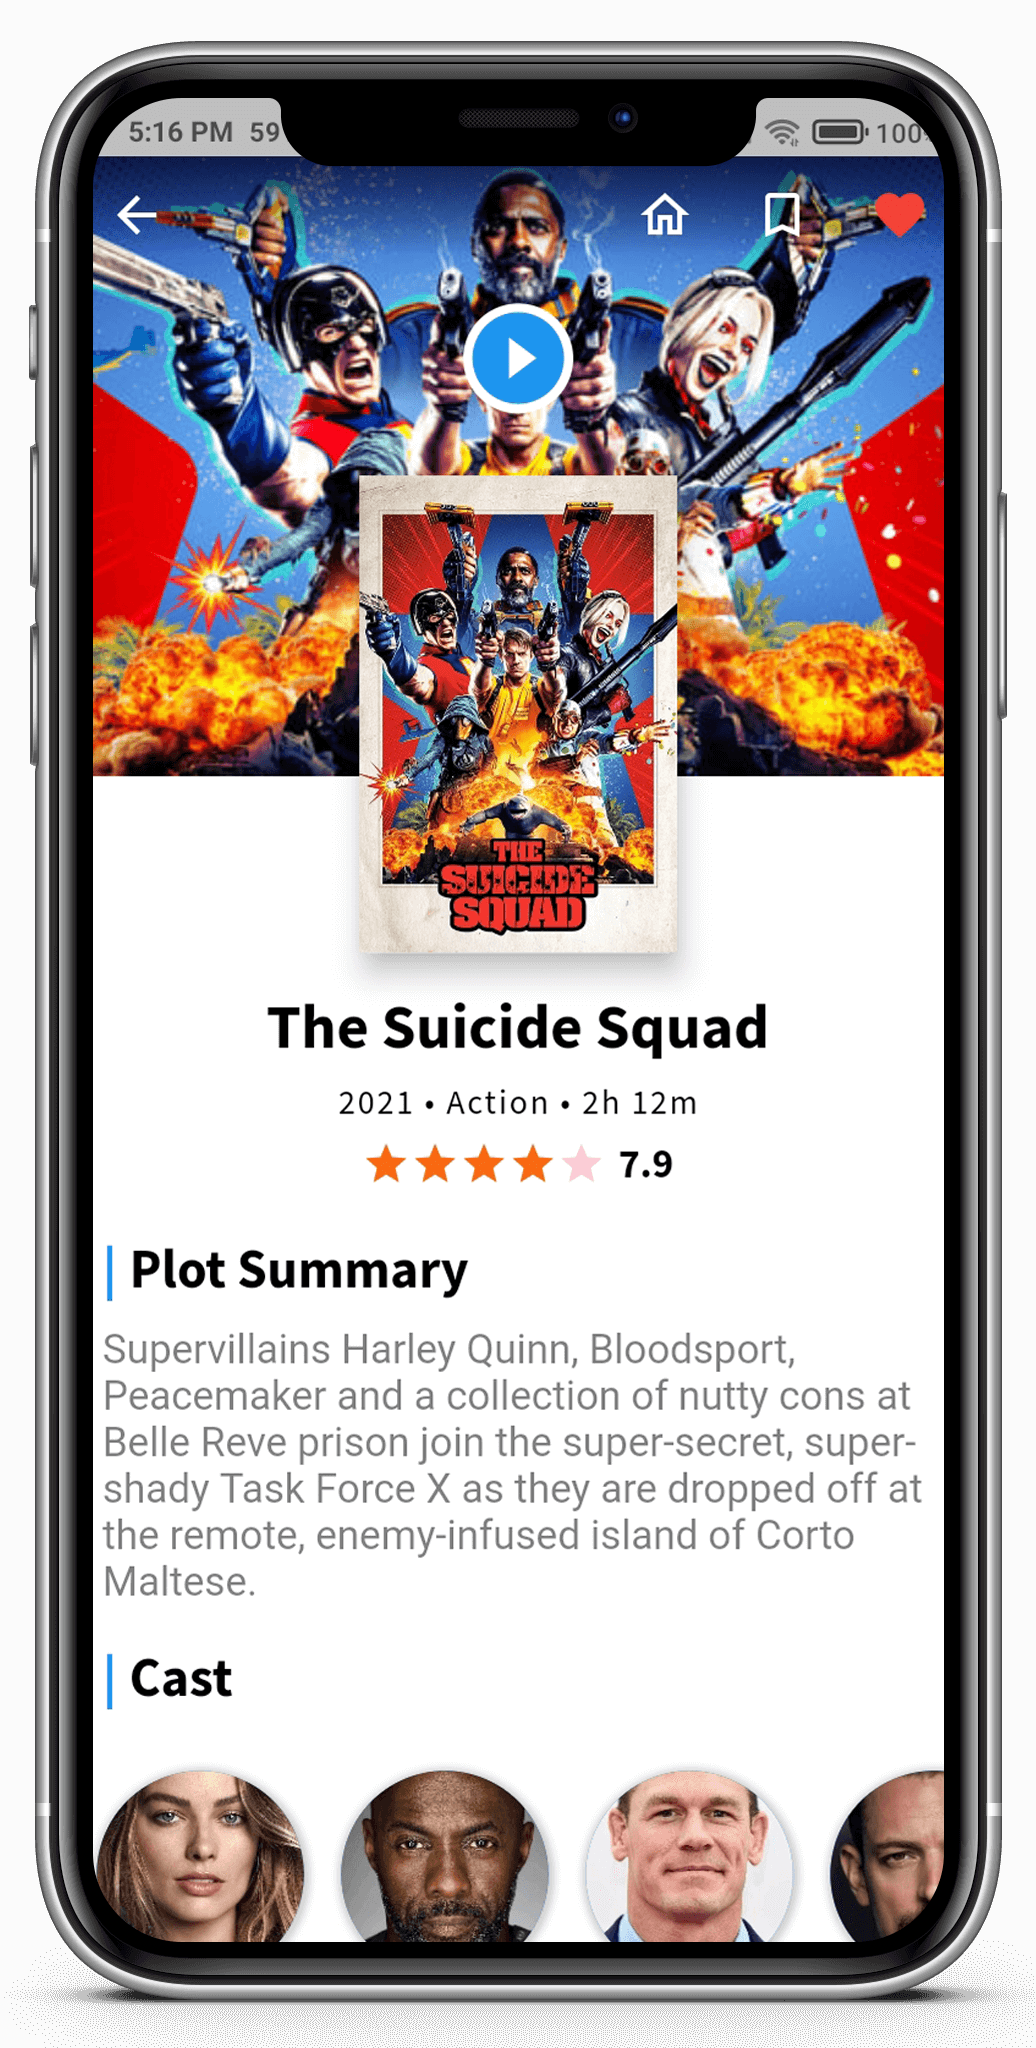 5:16 PM 59
100
THE
SUICIDE
SQUAD
The Suicide Squad
2021 • Action • 2h 12m
7.9
Plot Summary
Supervillains Harley Quinn, Bloodsport,
Peacemaker and a collection of nutty cons at
Belle Reve prison join the super-secret, super-
shady Task Force X as they are dropped off at
the remote, enemy-infused island of Corto
Maltese.
Cast